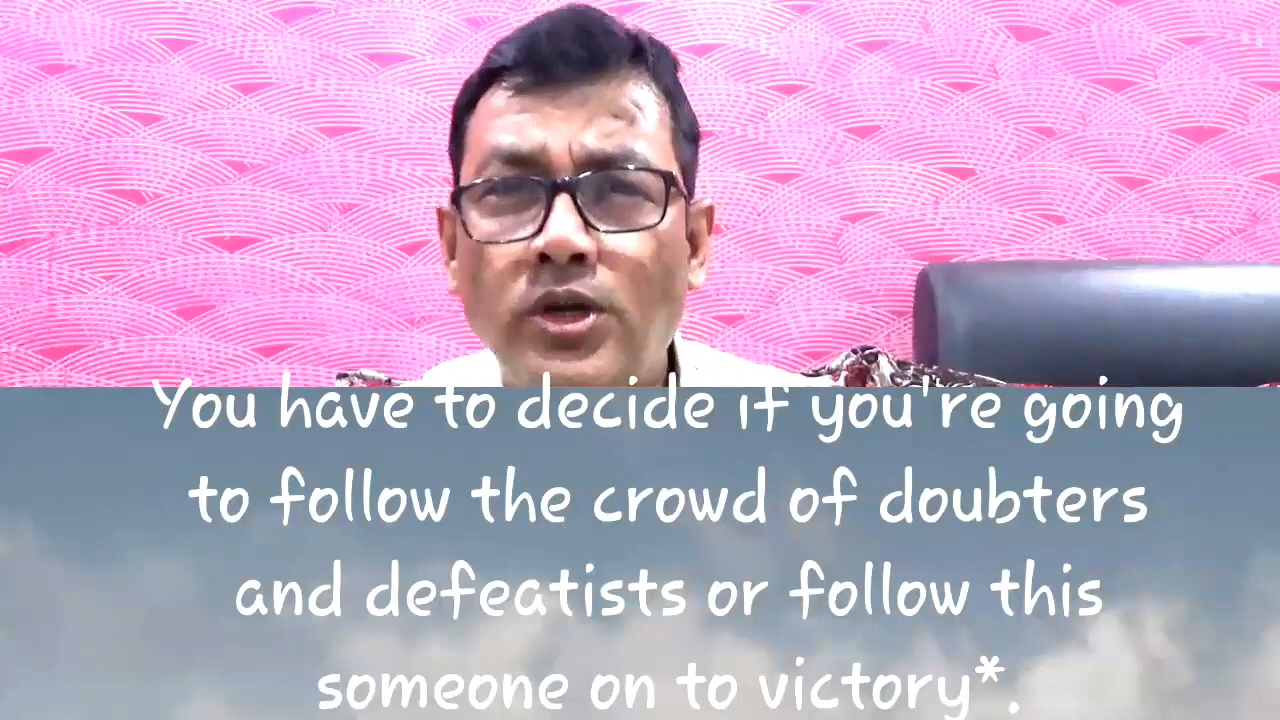 You have to decide if you're going
to follow the crowd of doubters
and defeatists or follow this
someone on to victory*.